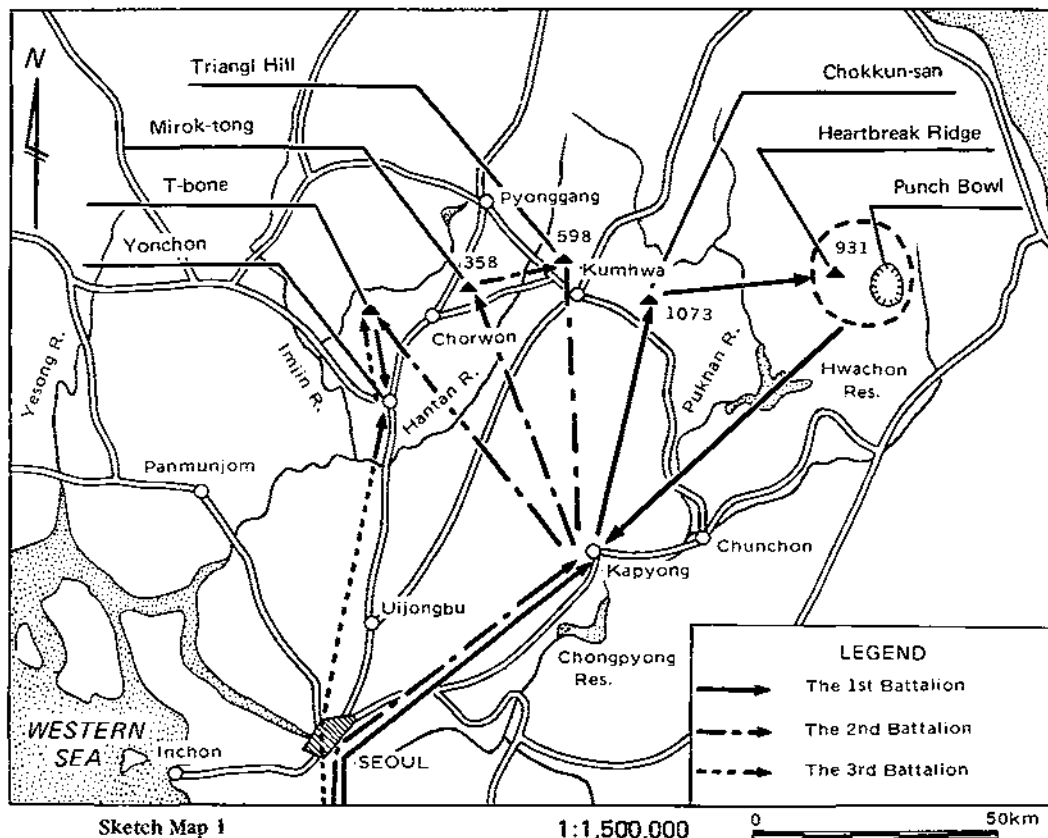 N
Triangl Hill
Mirok-tong
T-bone
Yonchon
Chokkun-san
Heartbreak Ridge
Punch Bowl
Pyonggang
598
358
Kumhwa
931
1073
Chorwon
Yesong R.
Imjin R.
Hantan R.
Puknan R.
Hwachon
Res.
Panmunjom
Chunchon
Kapyong
Uijongbu
Chongpyong
Res.
WESTERN
SEA
Inchon
SEOUL
LEGEND
The 1st Battalion
The 2nd Battalion
The 3rd Battalion
Sketch Map 1
1:1,500,000
0
50km